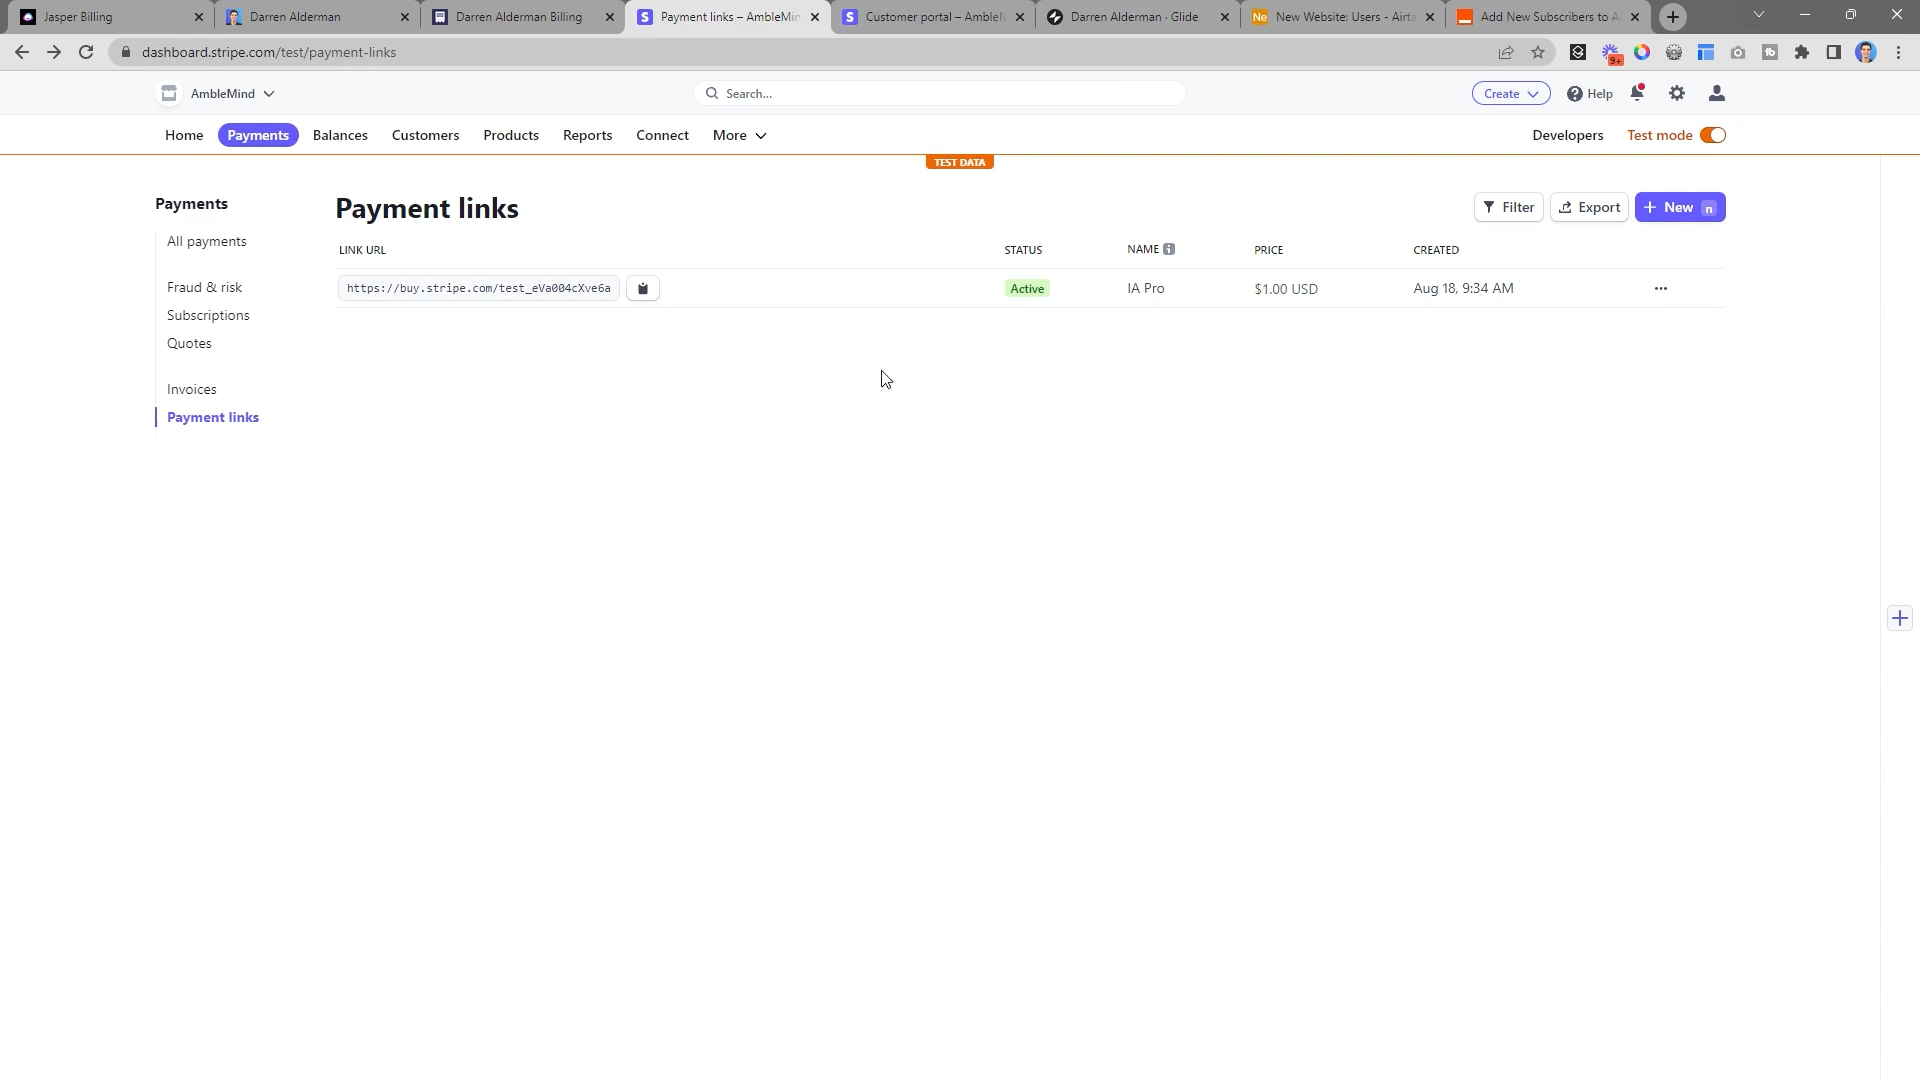 Jasper Billing
Darren Alderman
Darren Alderman Billing
Payment links – AmbleMin
Customer portal – Amble
Darren Alderman · Glide
Ne
New Website: Users - Airta
Add New Subscribers to A
dashboard.stripe.com/test/payment-links
9+
AmbleMind
Search...
Create
Help
Home
Payments
Balances
Customers
Products
Reports
Connect
More
Developers
Test mode
TEST DATA
Payments
All payments
Fraud & risk
Subscriptions
Quotes
Invoices
Payment links
Payment links
Filter
Export
New n
LINK URL STATUS NAME PRICE CREATED
https://buy.stripe.com/test_eVa004cXve6a Active IA Pro $1.00 USD Aug 18, 9:34 AM